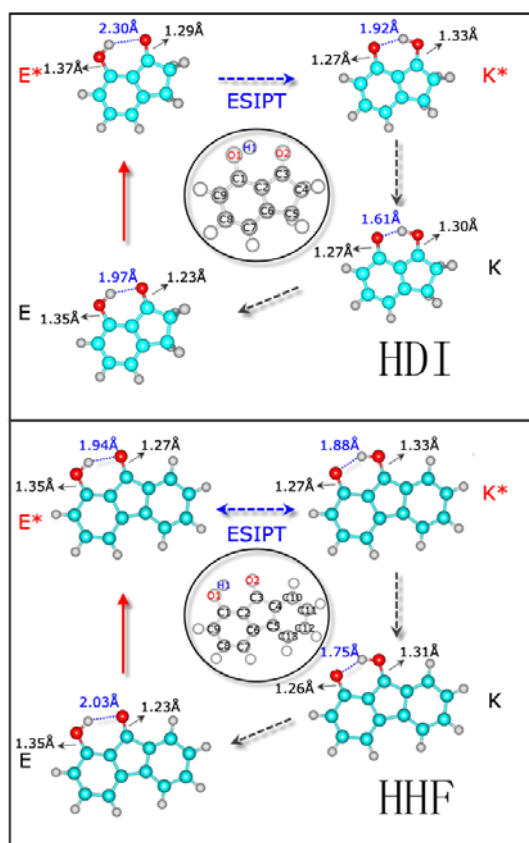 2.30Å
1.29Å
E*
1.37Å
ESIPT
1.92Å
1.33Å
1.27Å
K*
O1
H1
O2
C1
C3
C9
C2
C4
C8
C6
C5
C7
1.97Å
1.23Å
E
1.35Å
1.61Å
1.30Å
1.27Å
K
HDI
1.94Å
1.27Å
1.35Å
E*
ESIPT
1.88Å
1.33Å
1.27Å
K*
H1
O2
O1
C3
C10
C1
C2
C4
C11
C9
C6
C5
C12
C8
C7
C13
2.03Å
1.23Å
1.35Å
E
1.75Å
1.31Å
1.26Å
K
HHF